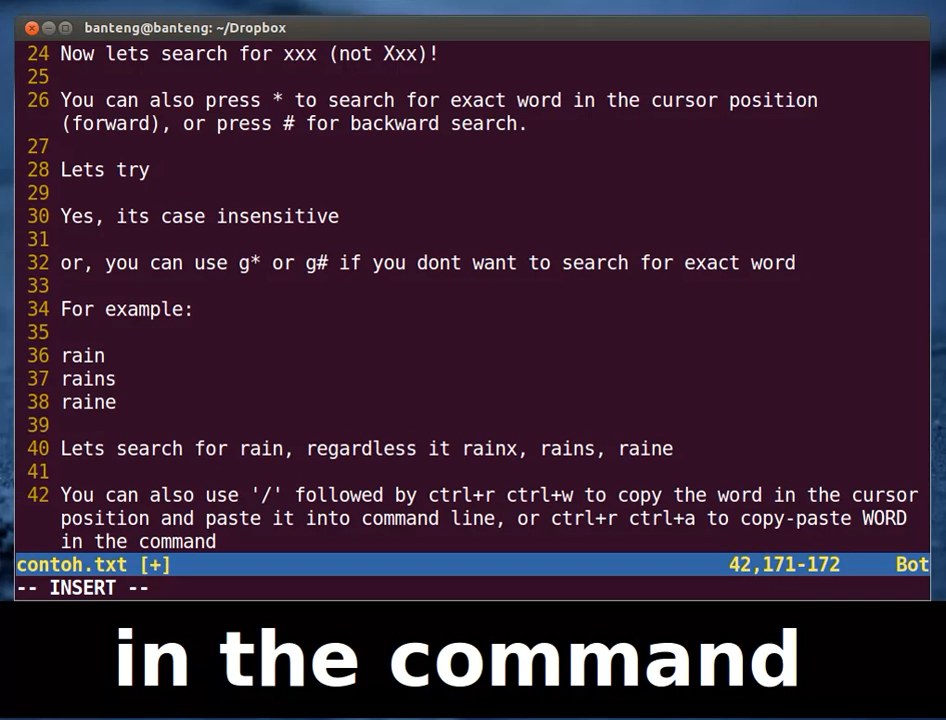 banteng@banteng: ~/Dropbox
24 Now lets search for xxx (not Xxx)!
25
26 You can also press * to search for exact word in the cursor position
(forward), or press # for backward search.
27
28 Lets try
29
30 Yes, its case insensitive
31
32 or, you can use g* or g# if you dont want to search for exact word
33
34 For example:
35
36 rain
37 rains
38 raine
39
40 Lets search for rain, regardless it rainx, rains, raine
41
42 You can also use '/' followed by ctrl+r ctrl+w to copy the word in the cursor
position and paste it into command line, or ctrl+r ctrl+a to copy-paste WORD
in the command
contoh.txt [+] 42,171-172 Bot
-- INSERT --
in the command